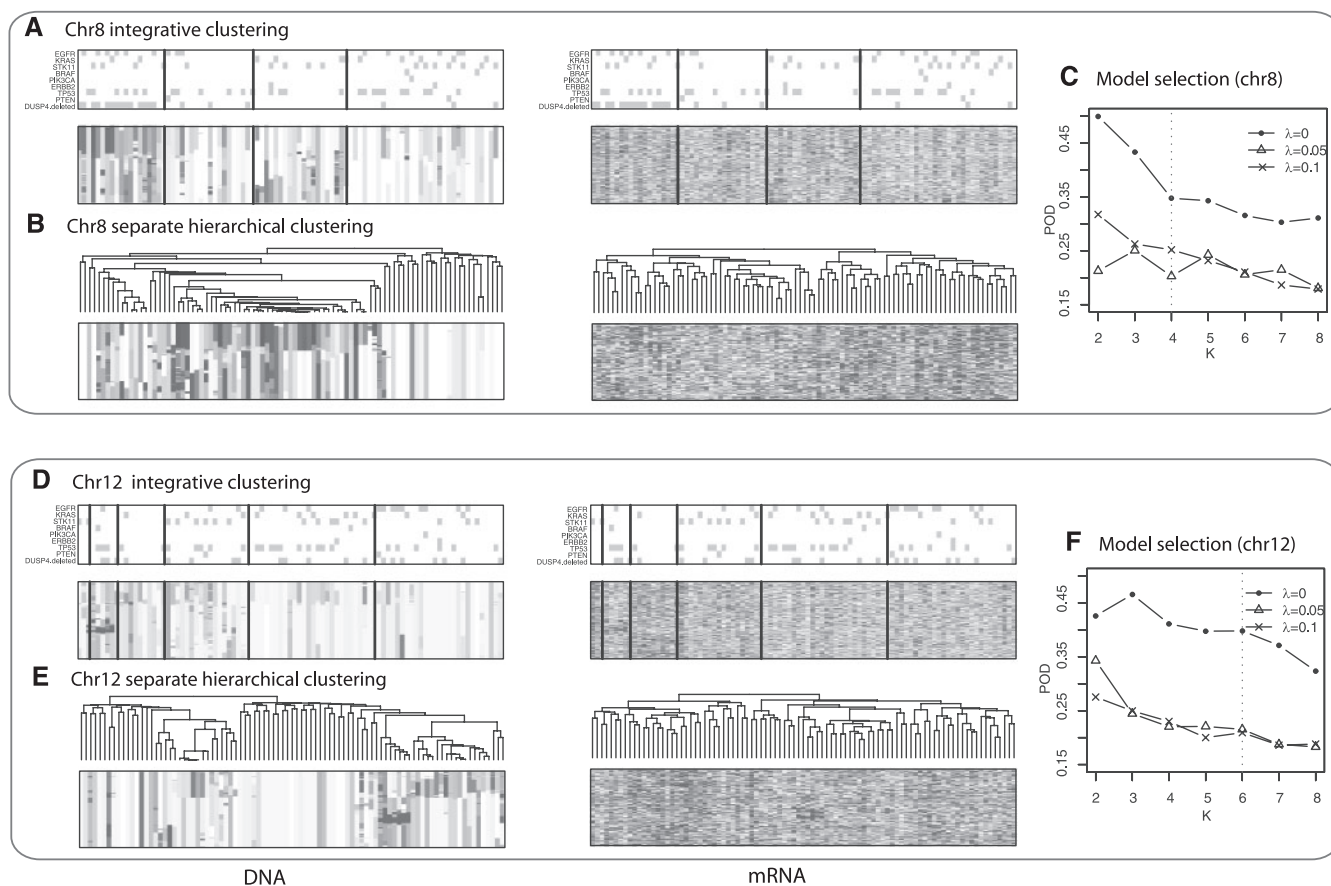 A Chr8 integrative clustering
EGFR
KRAS
STK11
BRAF
PIK3CA
ERBB2
TP53
PTEN
DUSP4.deleted
EGFR
KRAS
STK11
BRAF
PIK3CA
ERBB2
TP53
PTEN
DUSP4.deleted
B Chr8 separate hierarchical clustering
C Model selection (chr8)
POD
0.45
0.35
0.25
0.15
λ=0
λ=0.05
λ=0.1
2 3 4 5 6 7 8
K
D Chr12 integrative clustering
EGFR
KRAS
STK11
BRAF
PIK3CA
ERBB2
TP53
PTEN
DUSP4.deleted
EGFR
KRAS
STK11
BRAF
PIK3CA
ERBB2
TP53
PTEN
DUSP4.deleted
E Chr12 separate hierarchical clustering
F Model selection (chr12)
POD
0.45
0.35
0.25
0.15
λ=0
λ=0.05
λ=0.1
2 3 4 5 6 7 8
K
DNA
mRNA